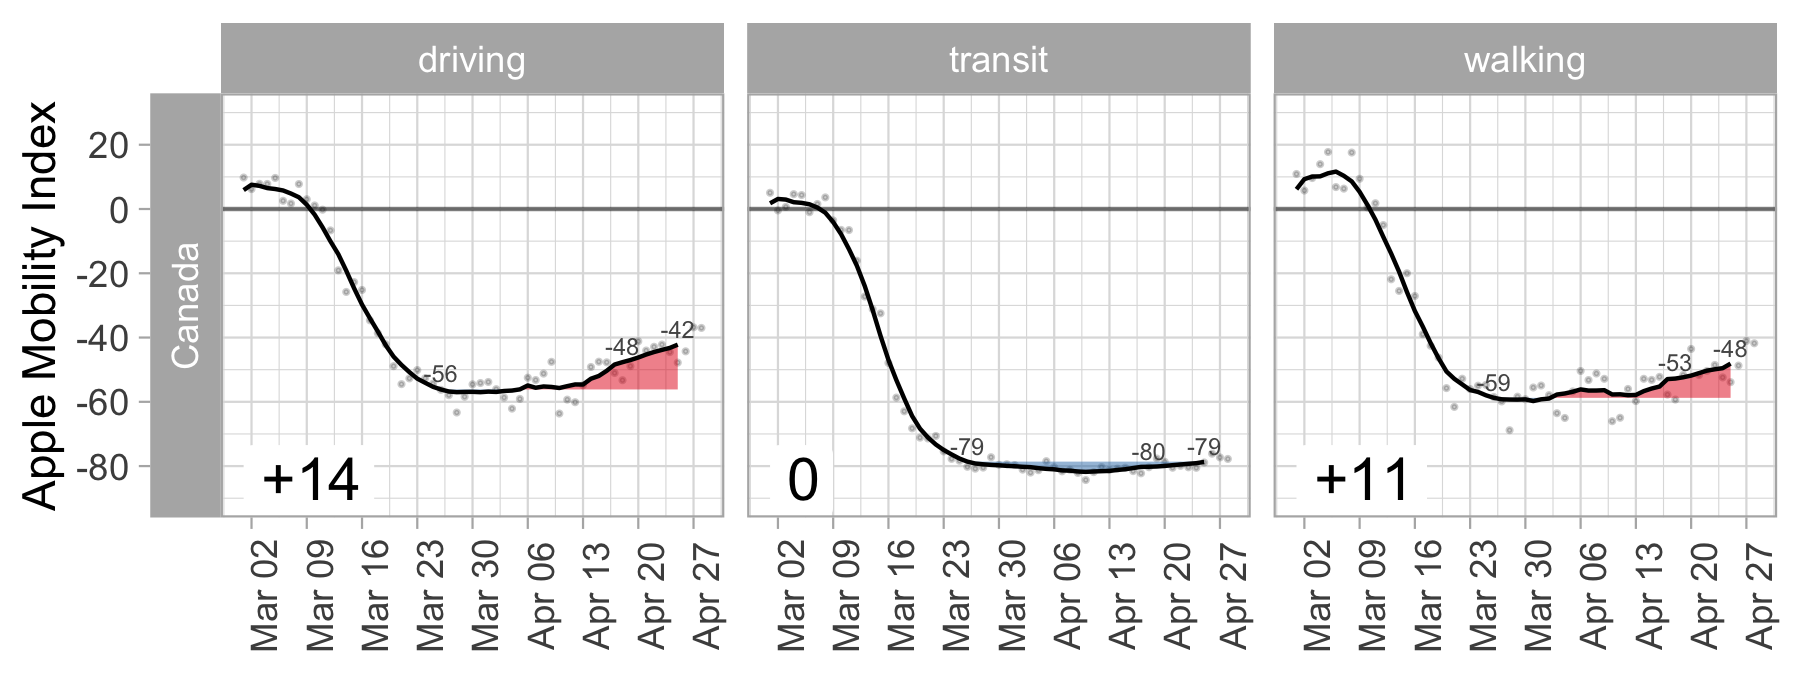 driving
transit
walking
Apple Mobility Index
Canada
20
0
-20
-40
-60
-80
-56
-48
-42
+14
-79
-80
-79
0
-59
-53
-48
+11
Mar 02
Mar 09
Mar 16
Mar 23
Mar 30
Apr 06
Apr 13
Apr 20
Apr 27
Mar 02
Mar 09
Mar 16
Mar 23
Mar 30
Apr 06
Apr 13
Apr 20
Apr 27
Mar 02
Mar 09
Mar 16
Mar 23
Mar 30
Apr 06
Apr 13
Apr 20
Apr 27